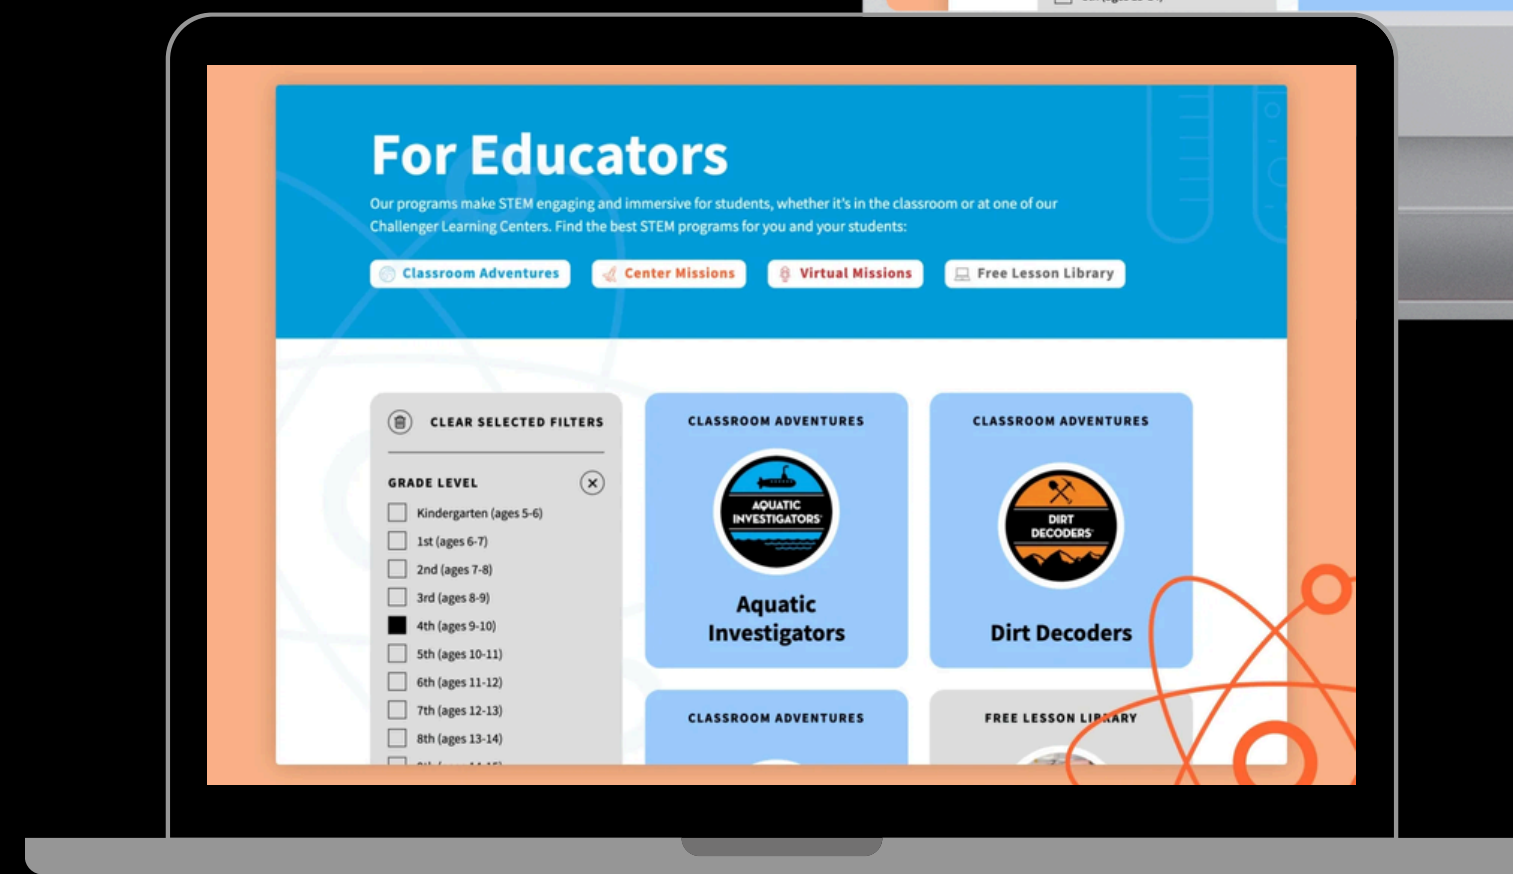 For Educators
Our programs make STEM engaging and immersive for students, whether it's in the classroom or at one of our
Challenger Learning Centers. Find the best STEM programs for you and your students:
Classroom Adventures
Center Missions
Virtual Missions
Free Lesson Library
CLEAR SELECTED FILTERS
GRADE LEVEL
Kindergarten (ages 5-6)
1st (ages 6-7)
2nd (ages 7-8)
3rd (ages 8-9)
4th (ages 9-10)
5th (ages 10-11)
6th (ages 11-12)
7th (ages 12-13)
8th (ages 13-14)
CLASSROOM ADVENTURES
AQUATIC
INVESTIGATORS
Aquatic
Investigators
CLASSROOM ADVENTURES
DIRT
DECODERS
Dirt Decoders
CLASSROOM ADVENTURES
FREE LESSON LIBRARY